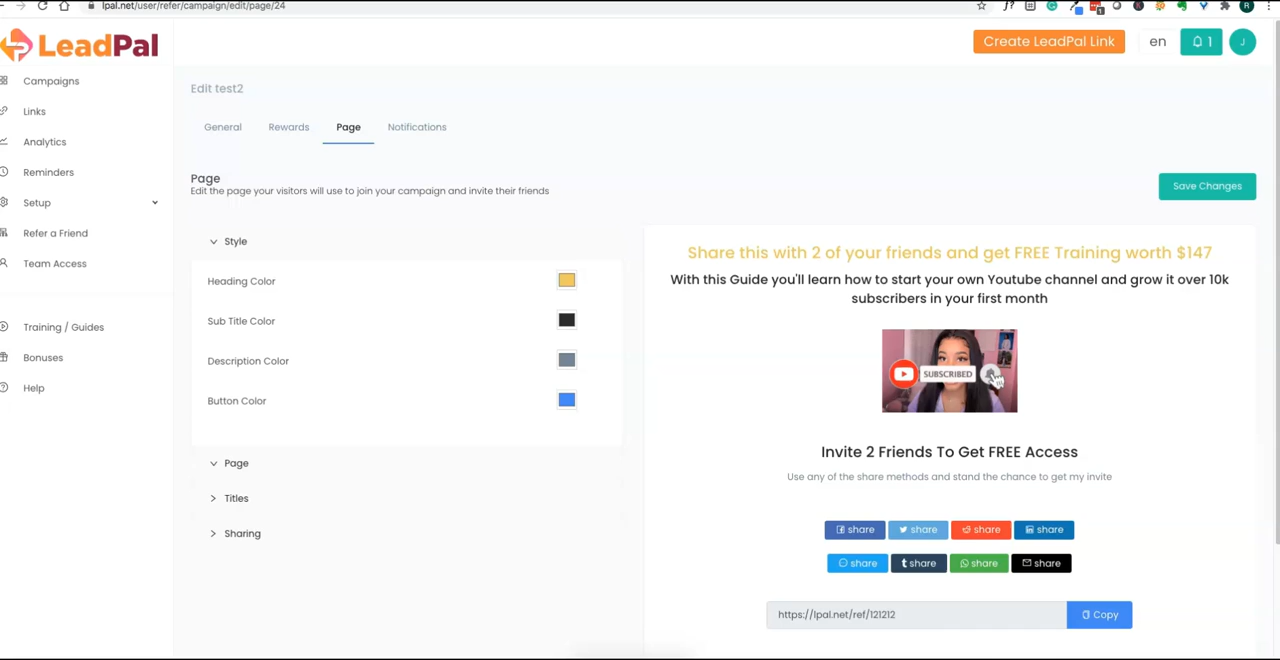 lpal.net/user/refer/campaign/edit/page/24
LeadPal
Create LeadPal Link
en
1
J
Campaigns
Links
Analytics
Reminders
Setup
Refer a Friend
Team Access
Training / Guides
Bonuses
Help
Edit test2
General Rewards Page Notifications
Page
Edit the page your visitors will use to join your campaign and invite their friends
Save Changes
Style
Heading Color
Sub Title Color
Description Color
Button Color
Page
Titles
Sharing
Share this with 2 of your friends and get FREE Training worth $147
With this Guide you'll learn how to start your own Youtube channel and grow it over 10k
subscribers in your first month
SUBSCRIBED
Invite 2 Friends To Get FREE Access
Use any of the share methods and stand the chance to get my invite
share share share share
share share share share
https://lpal.net/ref/121212
Copy